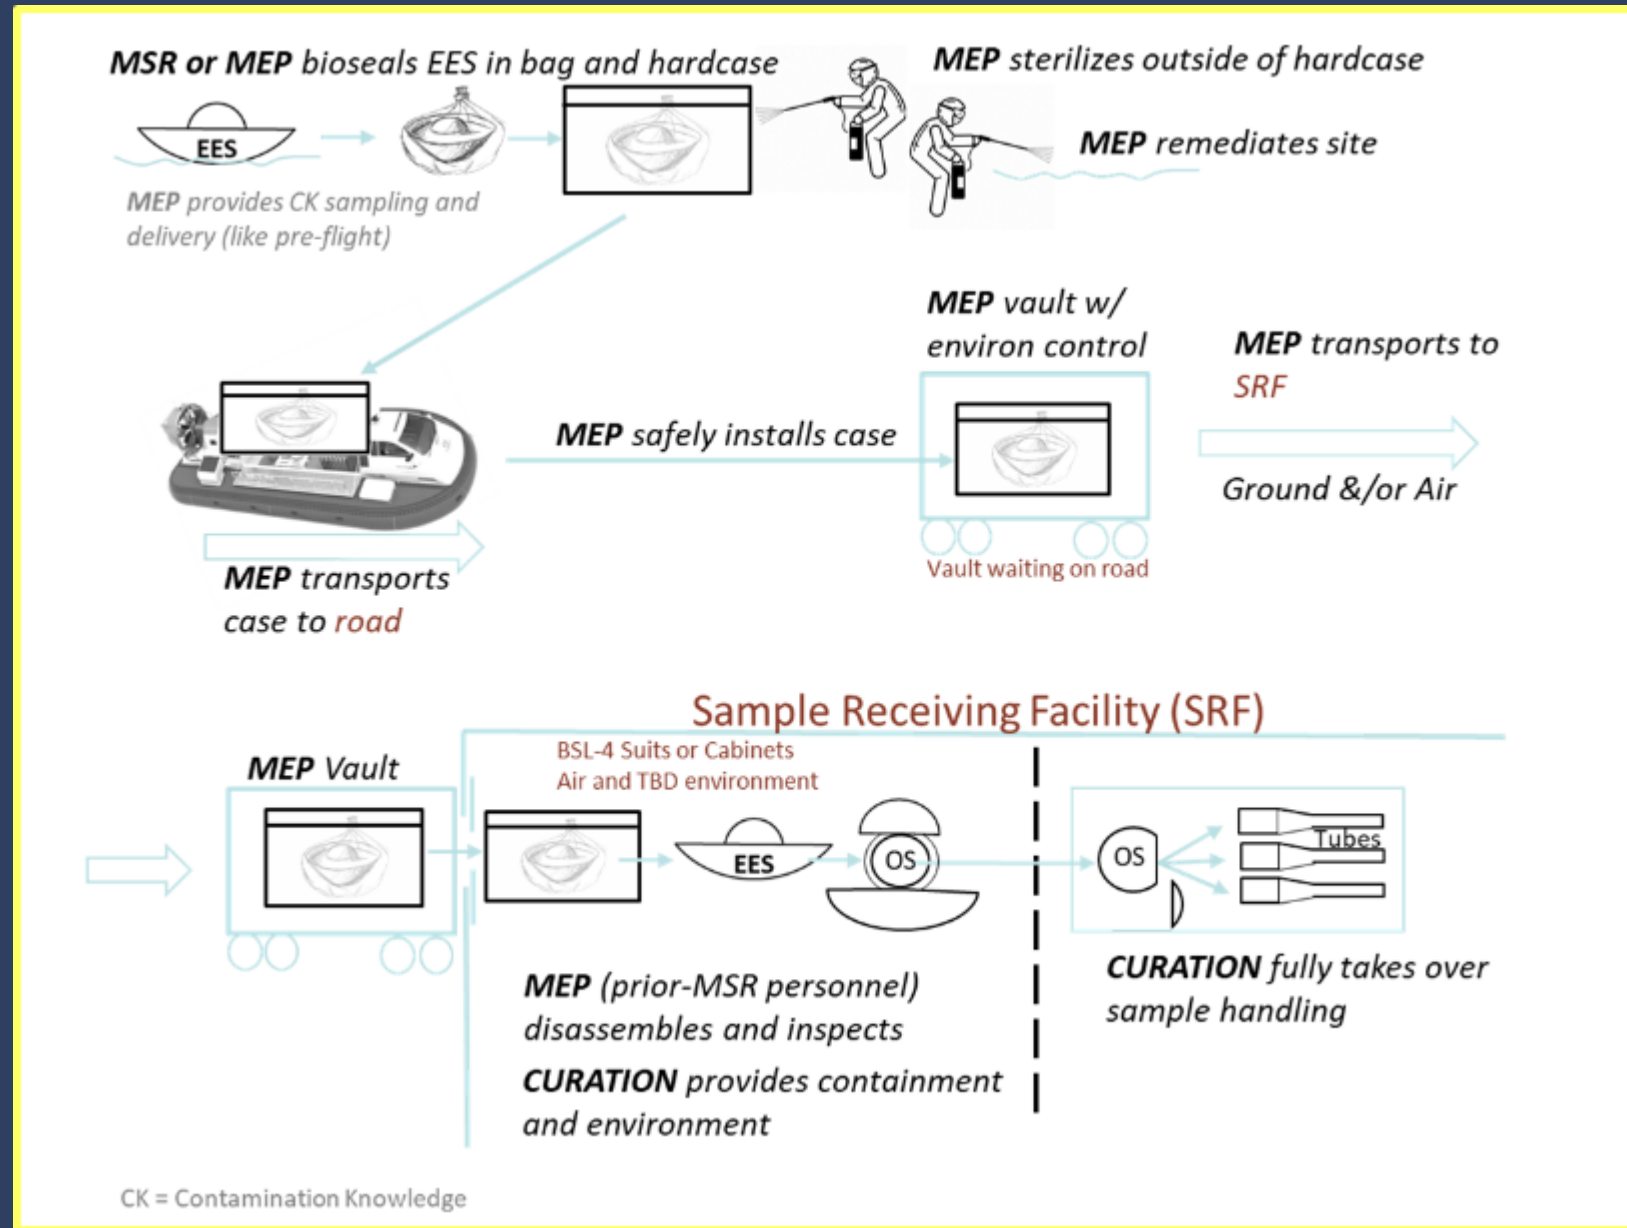 MSR or MEP bioseals EES in bag and hardcase
MEP sterilizes outside of hardcase
EES
MEP remediates site
MEP provides CK sampling and
delivery (like pre-flight)
MEP vault w/
environ control
MEP transports to
SRF
MEP safely installs case
Ground &/or Air
Vault waiting on road
MEP transports
case to road
Sample Receiving Facility (SRF)
BSL-4 Suits or Cabinets
Air and TBD environment
MEP Vault
EES
OS
OS
Tubes
MEP (prior-MSR personnel)
disassembles and inspects
CURATION provides containment
and environment
CURATION fully takes over
sample handling
CK = Contamination Knowledge